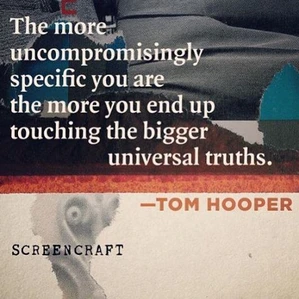 The more
uncompromisingly
specific you are
the more you end up
touching the bigger
universal truths.
—TOM HOOPER
SCREENCRAFT